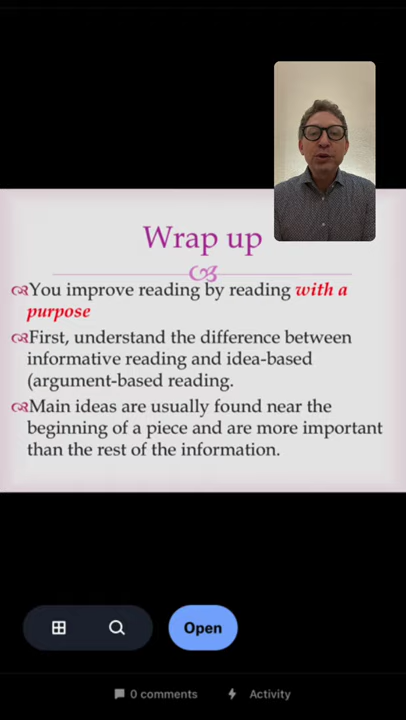 Wrap up
You improve reading by reading with a
purpose
First, understand the difference between
informative reading and idea-based
(argument-based reading.
Main ideas are usually found near the
beginning of a piece and are more important
than the rest of the information.
Open
0 comments
Activity